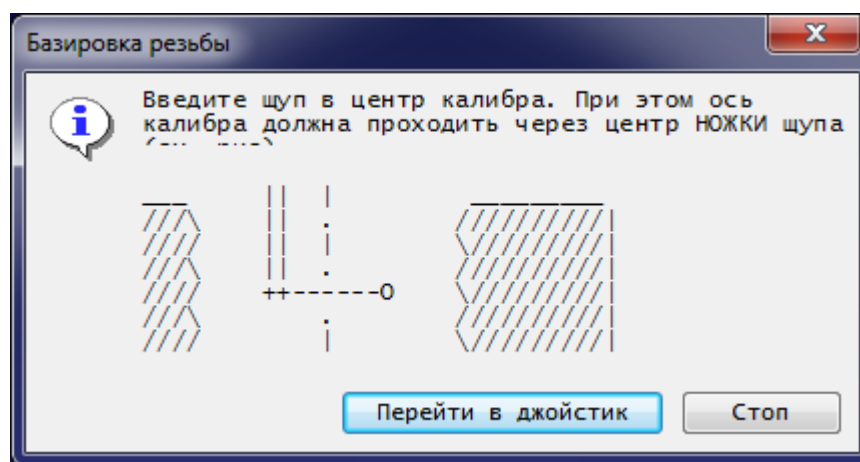 Базировка резьбы
Введите щуп в центр калибра. При этом ось
калибра должна проходить через центр НОЖКИ щупа
Перейти в джойстик
Стоп